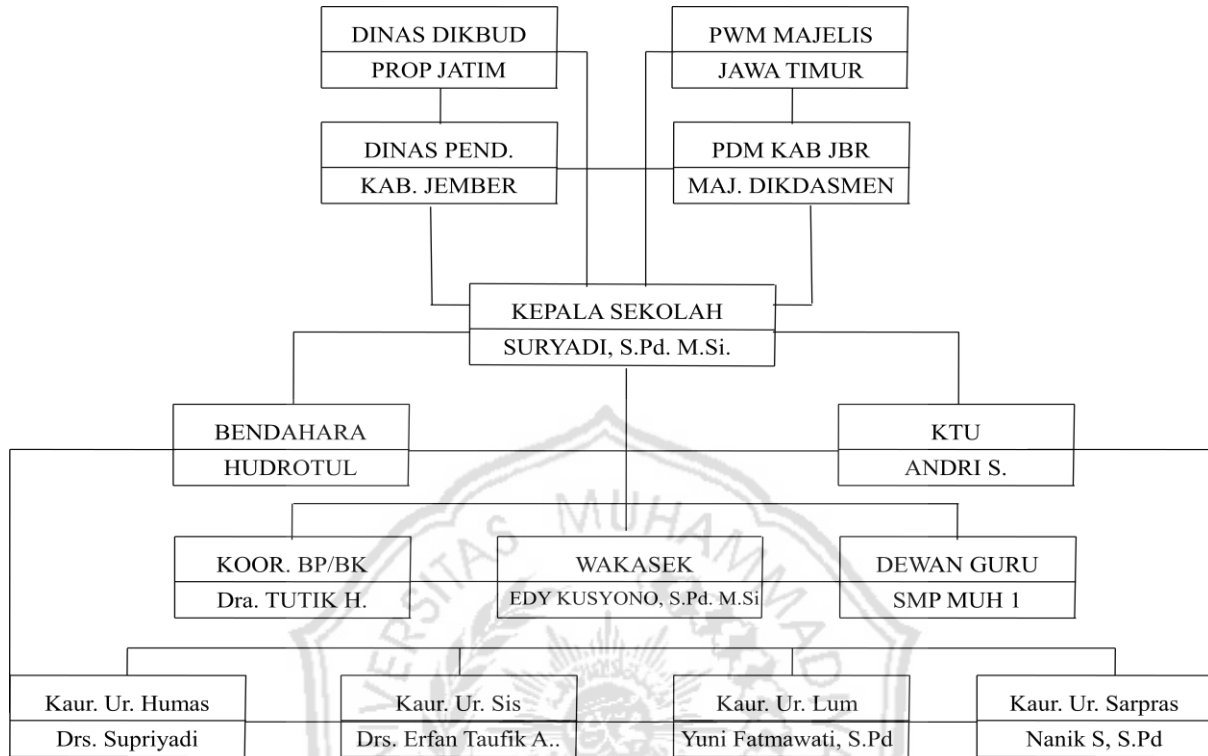 DINAS DIKBUD
PROP JATIM
PWM MAJELIS
JAWA TIMUR
DINAS PEND.
KAB. JEMBER
PDM KAB JBR
MAJ. DIKDASMEN
KEPALA SEKOLAH
SURYADI, S.Pd. M.Si.
BENDAHARA
HUDROTUL
KTU
ANDRI S.
KOOR. BP/BK
Dra. TUTIK H.
WAKASEK
EDY KUSYONO, S.Pd. M.Si
DEWAN GURU
SMP MUH 1
Kaur. Ur. Humas
Drs. Supriyadi
Kaur. Ur. Sis
Drs. Erfan Taufik A..
Kaur. Ur. Lum
Yuni Fatmawati, S.Pd
Kaur. Ur. Sarpras
Nanik S, S.Pd